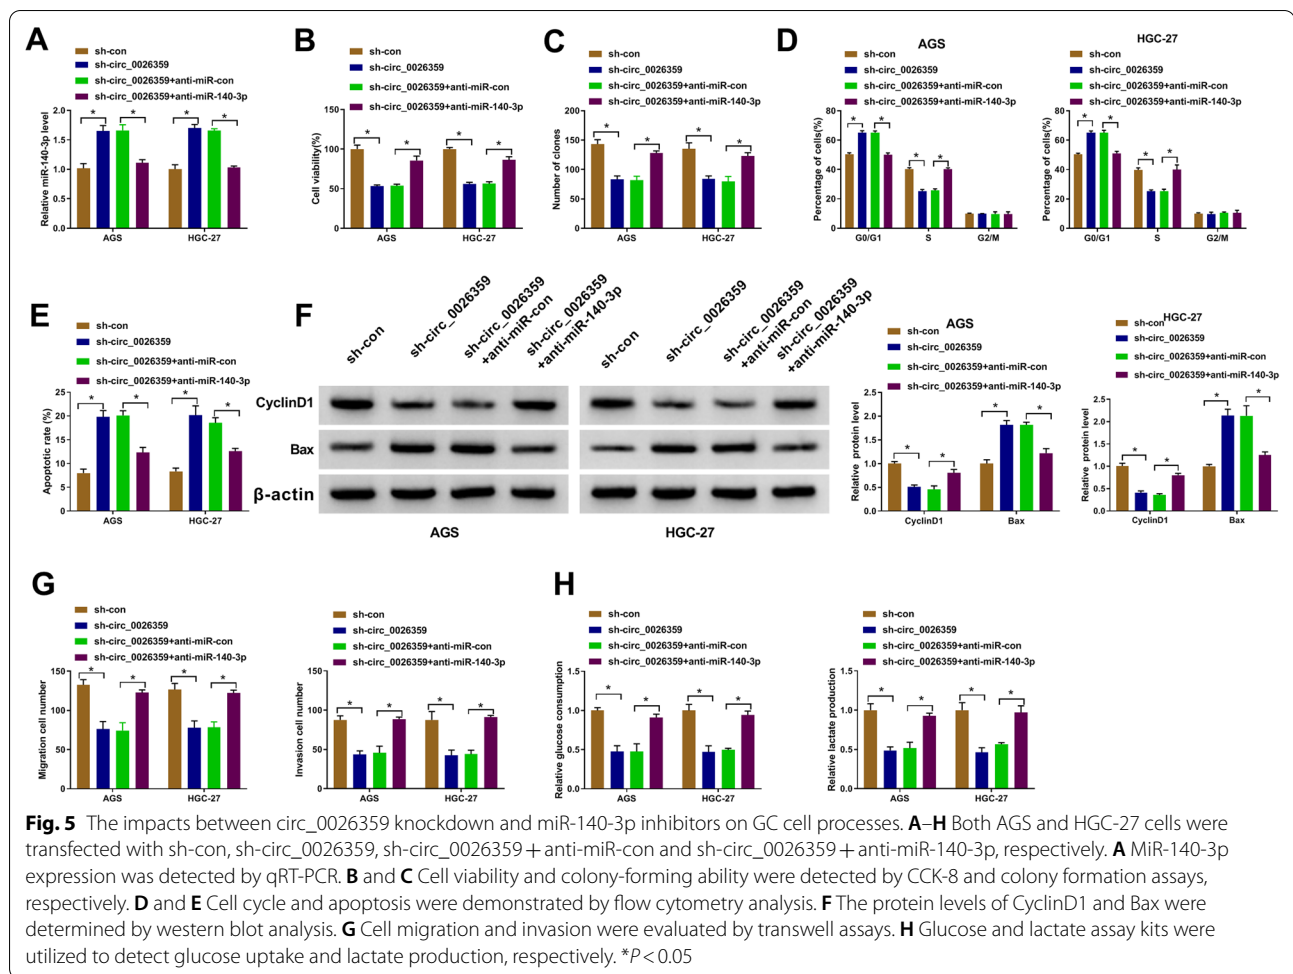 A
sh-con
sh-circ_0026359
sh-circ_0026359+anti-miR-con
sh-circ_0026359+anti-miR-140-3p
Relative miR-140-3p level
2.0
1.5
1.0
0.5
0.0
* * * *
AGS HGC-27
B
sh-con
sh-circ_0026359
sh-circ_0026359+anti-miR-con
sh-circ_0026359+anti-miR-140-3p
Cell viability(%)
150
100
50
0
* * * *
AGS HGC-27
C
sh-con
sh-circ_0026359
sh-circ_0026359+anti-miR-con
sh-circ_0026359+anti-miR-140-3p
Number of clones
200
150
100
50
0
* * * *
AGS HGC-27
D
AGS
sh-con
sh-circ_0026359
sh-circ_0026359+anti-miR-con
sh-circ_0026359+anti-miR-140-3p
Percentage of cells(%)
80
60
40
20
0
* * * *
G0/G1 S G2/M
HGC-27
sh-con
sh-circ_0026359
sh-circ_0026359+anti-miR-con
sh-circ_0026359+anti-miR-140-3p
Percentage of cells(%)
80
60
40
20
0
* * * *
G0/G1 S G2/M
E
sh-con
sh-circ_0026359
sh-circ_0026359+anti-miR-con
sh-circ_0026359+anti-miR-140-3p
Apoptotic rate (%)
25
20
15
10
5
0
* * * *
AGS HGC-27
F
sh-con
sh-circ_0026359
sh-circ_0026359
+anti-miR-con
sh-circ_0026359
+anti-miR-140-3p
sh-con
sh-circ_0026359
sh-circ_0026359
+anti-miR-con
sh-circ_0026359
+anti-miR-140-3p
CyclinD1
Bax
β-actin
AGS HGC-27
AGS
sh-con
sh-circ_0026359
sh-circ_0026359+anti-miR-con
sh-circ_0026359+anti-miR-140-3p
Relative protein level
2.5
2.0
1.5
1.0
0.5
0.0
* * * *
CyclinD1 Bax
HGC-27
sh-con
sh-circ_0026359
sh-circ_0026359+anti-miR-con
sh-circ_0026359+anti-miR-140-3p
Relative protein level
2.5
2.0
1.5
1.0
0.5
0.0
* * * *
CyclinD1 Bax
G
sh-con
sh-circ_0026359
sh-circ_0026359+anti-miR-con
sh-circ_0026359+anti-miR-140-3p
Migration cell number
150
100
50
0
* * * *
AGS HGC-27
sh-con
sh-circ_0026359
sh-circ_0026359+anti-miR-con
sh-circ_0026359+anti-miR-140-3p
Invasion cell number
150
100
50
0
* * * *
AGS HGC-27
H
sh-con
sh-circ_0026359
sh-circ_0026359+anti-miR-con
sh-circ_0026359+anti-miR-140-3p
Relative glucose consumption
1.5
1.0
0.5
0.0
* * * *
AGS HGC-27
sh-con
sh-circ_0026359
sh-circ_0026359+anti-miR-con
sh-circ_0026359+anti-miR-140-3p
Relative lactate production
1.5
1.0
0.5
0.0
* * * *
AGS HGC-27
Fig. 5 The impacts between circ_0026359 knockdown and miR-140-3p inhibitors on GC cell processes. A–H Both AGS and HGC-27 cells were
transfected with sh-con, sh-circ_0026359, sh-circ_0026359 + anti-miR-con and sh-circ_0026359 + anti-miR-140-3p, respectively. A MiR-140-3p
expression was detected by qRT-PCR. B and C Cell viability and colony-forming ability were detected by CCK-8 and colony formation assays,
respectively. D and E Cell cycle and apoptosis were demonstrated by flow cytometry analysis. F The protein levels of CyclinD1 and Bax were
determined by western blot analysis. G Cell migration and invasion were evaluated by transwell assays. H Glucose and lactate assay kits were
utilized to detect glucose uptake and lactate production, respectively. *P < 0.05